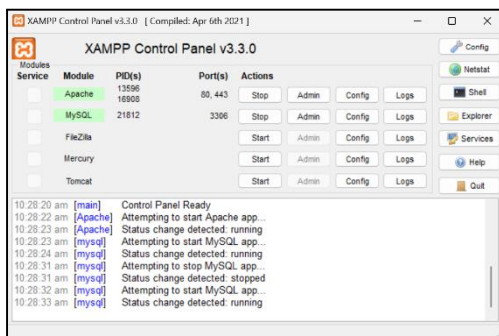 XAMPP Control Panel v3.3.0 [ Compiled: Apr 6th 2021 ]
XAMPP Control Panel v3.3.0
Config
Modules
Service Module PID(s) Port(s) Actions
Netstat
Apache 13596 16908 80, 443 Stop Admin Config Logs
Shell
MySQL 21812 3306 Stop Admin Config Logs
Explorer
FileZilla Start Admin Config Logs
Services
Mercury Start Admin Config Logs
Help
Tomcat Start Admin Config Logs
Quit
10:28:20 am [main] Control Panel Ready
10:28:22 am [Apache] Attempting to start Apache app...
10:28:23 am [Apache] Status change detected: running
10:28:23 am [mysql] Attempting to start MySQL app...
10:28:24 am [mysql] Status change detected: running
10:28:31 am [mysql] Attempting to stop MySQL app...
10:28:31 am [mysql] Status change detected: stopped
10:28:32 am [mysql] Attempting to start MySQL app...
10:28:33 am [mysql] Status change detected: running